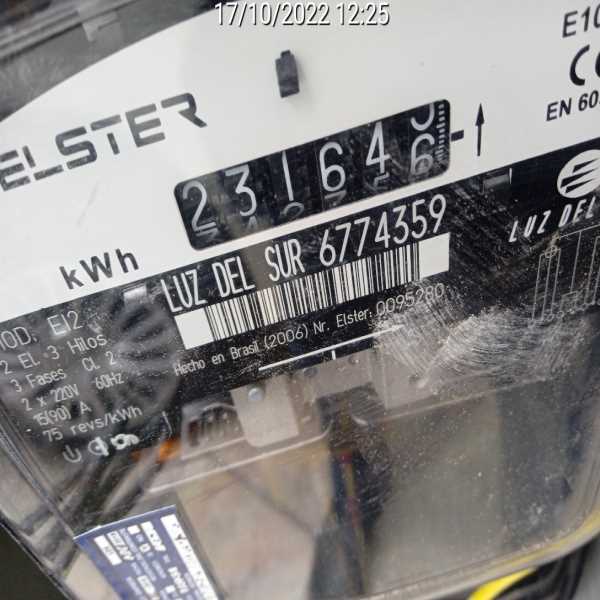 17/10/2022 12:25
E10
C
EN 60
ELSTER
231645
kWh
LUZ DEL SUR 6774359
LUZ DEL
Hecho en Brasil (2006) Nr. Elster: 0095280
MOD. E12
2 El. 3 Hilos
3 Fases CL 2
2 x 220V 60Hz
15(90) A
75 revs/kWh